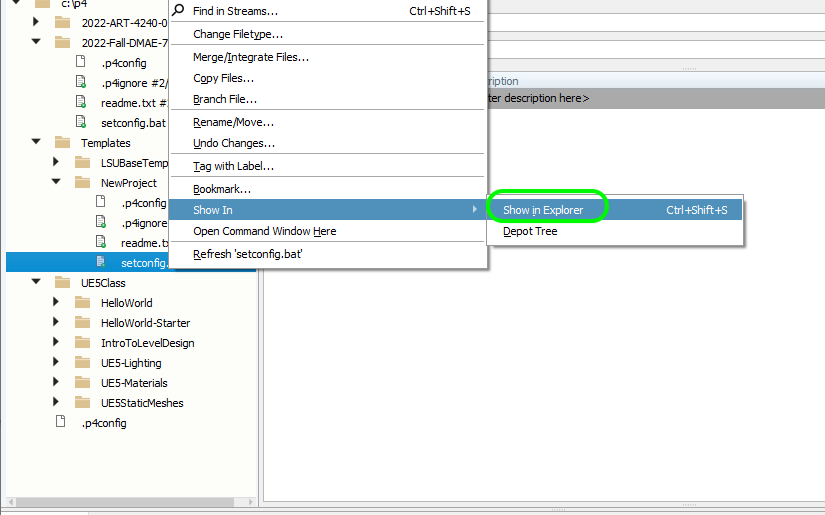 c:\p4
2022-ART-4240-0
2022-Fall-DMAE-7
.p4config
.p4ignore #2/
readme.txt #
setconfig.bat
Templates
LSUBaseTemp
NewProject
.p4config
.p4ignore
readme.tx
setconfig.
UE5Class
HelloWorld
HelloWorld-Starter
IntroToLevelDesign
UE5-Lighting
UE5-Materials
UE5StaticMeshes
.p4config
Find in Streams... Ctrl+Shift+S
Change Filetype...
Merge/Integrate Files...
Copy Files...
Branch File...
Rename/Move...
Undo Changes...
Tag with Label...
Bookmark...
Show In
Open Command Window Here
Refresh 'setconfig.bat'
Show in Explorer Ctrl+Shift+S
Depot Tree
ription
ter description here>